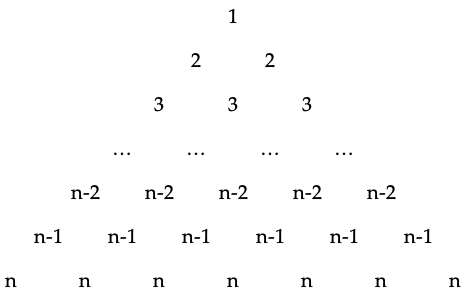 1
2 2
3 3 3
… … … …
n-2 n-2 n-2 n-2 n-2
n-1 n-1 n-1 n-1 n-1 n-1
n n n n n n n